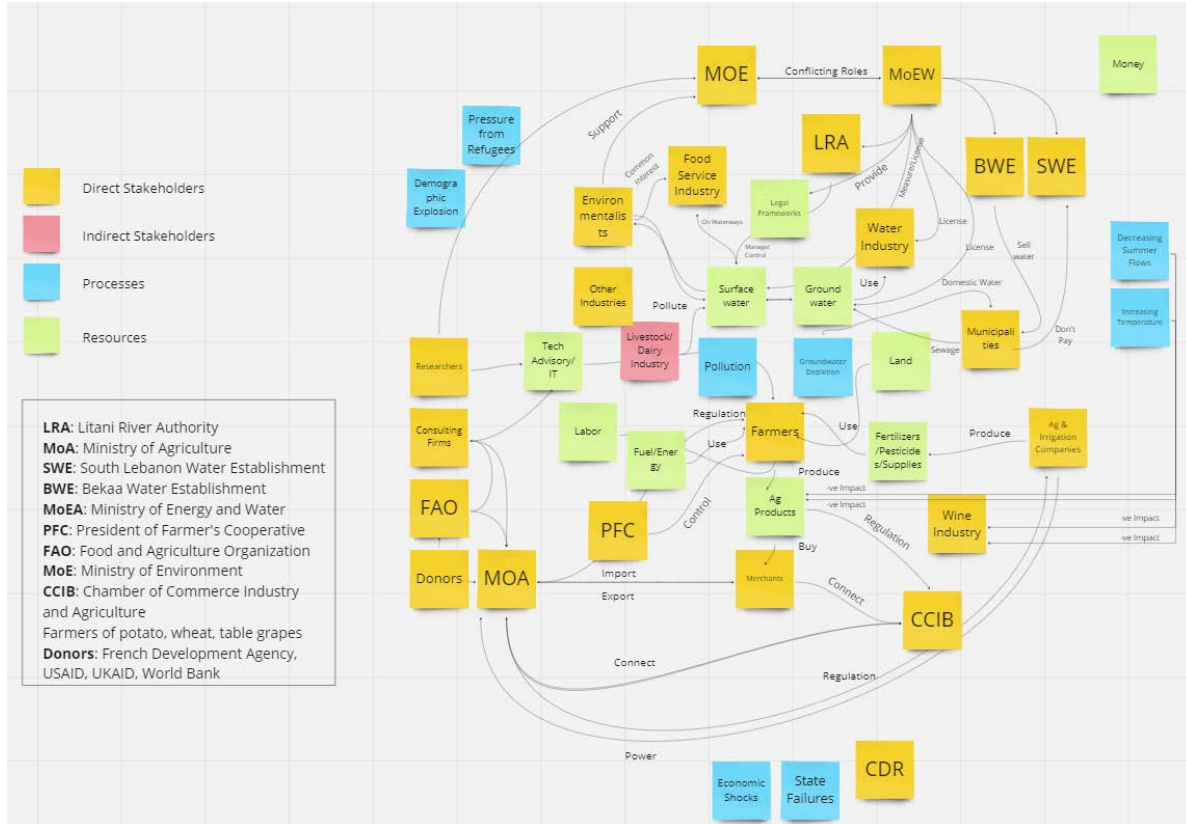 MOE
Conflicting Roles
MoEW
Money
Pressure
from
Refugees
Support
LRA
BWE
SWE
Demogra
phic
Explosion
Common
Interest
Food
Service
Industry
Provide
Measure/License
Direct Stakeholders
Environ
mentalis
ts
Legal
Frameworks
Indirect Stakeholders
On Waterways
Manage/
Control
Water
Industry
License
License
Sell
water
Decreasing
Summer
Flows
Processes
Other
Industries
Pollute
Surface
water
Ground
water
Use
Domestic Water
Increasing
Temperature
Resources
Tech
Advisory/
IT
Livestock/
Dairy
Industry
Pollution
Groundwater
Depletion
Land
Sewage
Municipali
ties
Don't
Pay
Researchers
Regulation
Labor
Use
Farmers
Use
Fertilizers
/Pesticide
s/Supplies
Produce
Ag &
Irrigation
Companies
Consulting
Firms
Fuel/Ene
rgy
Produce
-ve Impact
-ve Impact
FAO
PFC
Control
Ag
Products
Regulation
Wine
Industry
-ve Impact
-ve Impact
Buy
Donors
MOA
Import
Export
Merchants
Connect
CCIB
Connect
Regulation
Power
Economic
Shocks
State
Failures
CDR
LRA: Litani River Authority
MoA: Ministry of Agriculture
SWE: South Lebanon Water Establishment
BWE: Bekaa Water Establishment
MoEA: Ministry of Energy and Water
PFC: President of Farmer's Cooperative
FAO: Food and Agriculture Organization
MoE: Ministry of Environment
CCIB: Chamber of Commerce Industry
and Agriculture
Farmers of potato, wheat, table grapes
Donors: French Development Agency,
USAID, UKAID, World Bank